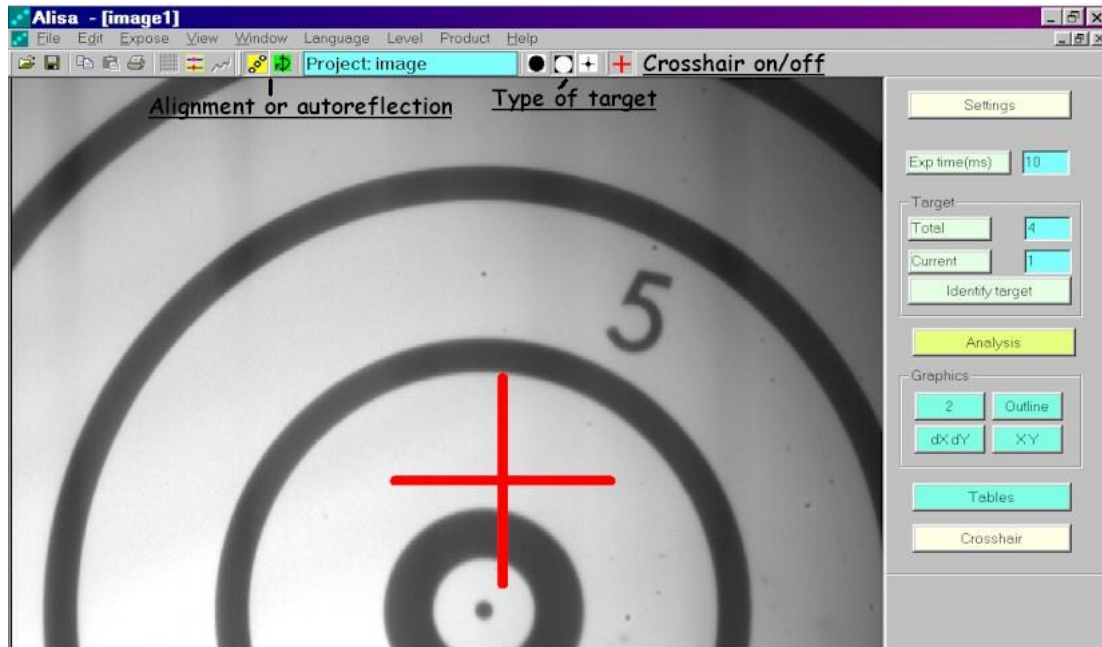 Alisa - [image1]
File Edit Expose View Window Language Level Product Help
Project: image
Crosshair on/off
Alignment or autoreflection
Type of target
Settings
Exp time(ms) 10
Target
Total 4
Current 1
Identify target
Analysis
Graphics
2 Outline
dX dY X Y
Tables
Crosshair
5